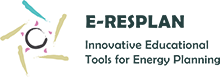 E-RESPLAN
Innovative Educational
Tools for Energy Planning